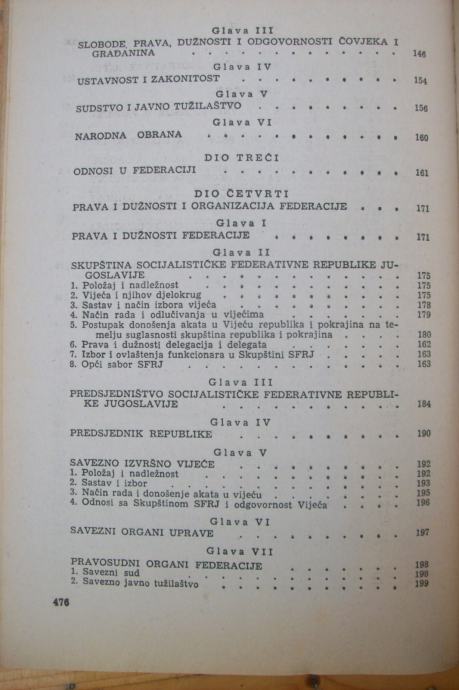 Glava III
SLOBODE, PRAVA, DUŽNOSTI I ODGOVORNOSTI ČOVJEKA I
GRAĐANINA . . . . . . . . . 146
Glava IV
USTAVNOST I ZAKONITOST . . . . . . . . 154
Glava V
SUDSTVO I JAVNO TUŽILAŠTVO . . . . . . . 156
Glava VI
NARODNA OBRANA . . . . . . . . . . 160
DIO TREĆI
ODNOSI U FEDERACIJI . . . . . . . . . 161
DIO ČETVRTI
PRAVA I DUŽNOSTI I ORGANIZACIJA FEDERACIJE . . . 171
Glava I
PRAVA I DUŽNOSTI FEDERACIJE . . . . . . . 171
Glava II
SKUPŠTINA SOCIJALISTIČKE FEDERATIVNE REPUBLIKE JU-
GOSLAVIJE . . . . . . . . . . 175
1. Položaj i nadležnost . . . . . . . . . 175
2. Vijeća i njihov djelokrug . . . . . . . . 175
3. Sastav i način izbora vijeća . . . . . . . 178
4. Način rada i odlučivanja u vijećima . . . . . . 179
5. Postupak donošenja akata u Vijeću republika i pokrajina na te-
melju suglasnosti skupština republika i pokrajina . . . . 180
6. Prava i dužnosti delegacija i delegata . . . . . 162
7. Izbor i ovlaštenja funkcionara u Skupštini SFRJ . . . 163
8. Opći sabor SFRJ . . . . . . . . . . 163
Glava III
PREDSJEDNIŠTVO SOCIJALISTIČKE FEDERATIVNE REPUBLI-
KE JUGOSLAVIJE . . . . . . . . . 184
Glava IV
PREDSJEDNIK REPUBLIKE . . . . . . . . 190
Glava V
SAVEZNO IZVRŠNO VIJEĆE . . . . . . . . 192
1. Položaj i nadležnost . . . . . . . . . 192
2. Sastav i izbor . . . . . . . . . . 193
3. Način rada i donošenje akata u vijeću . . . . . 195
4. Odnosi sa Skupštinom SFRJ i odgovornost Vijeća . . . 196
Glava VI
SAVEZNI ORGANI UPRAVE . . . . . . . . 197
Glava VII
PRAVOSUDNI ORGANI FEDERACIJE . . . . . . 198
1. Savezni sud . . . . . . . . . . 198
2. Savezno javno tužilaštvo . . . . . . . . 199
476